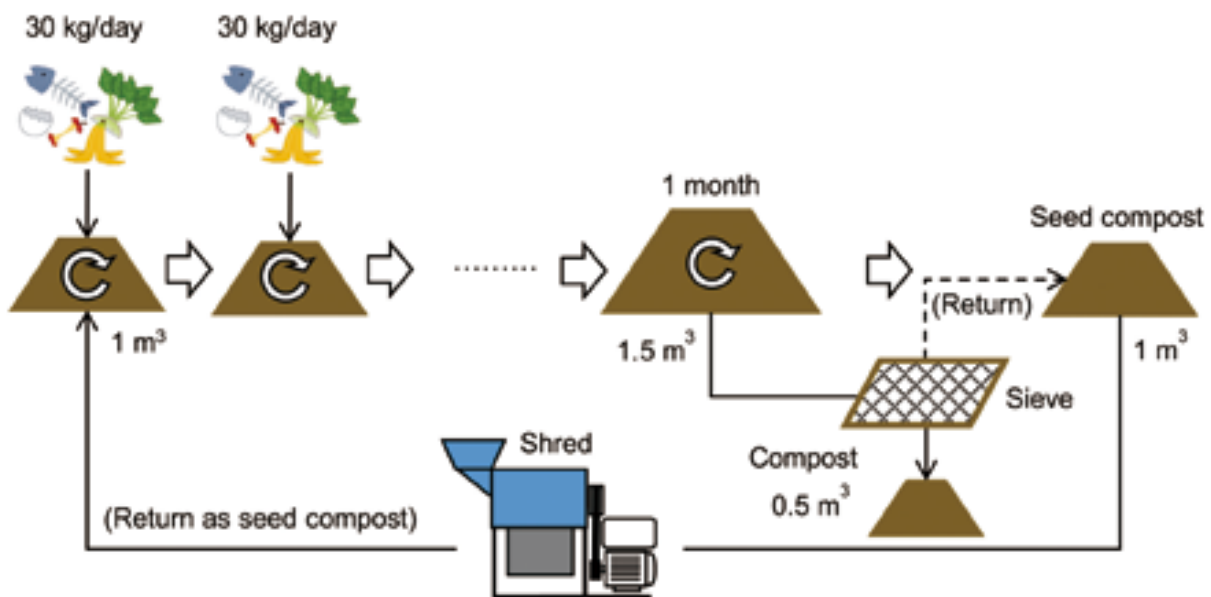 30 kg/day
30 kg/day
1 month
Seed compost
(Return)
1 m³
1.5 m³
1 m³
Sieve
Shred
Compost
0.5 m³
(Return as seed compost)